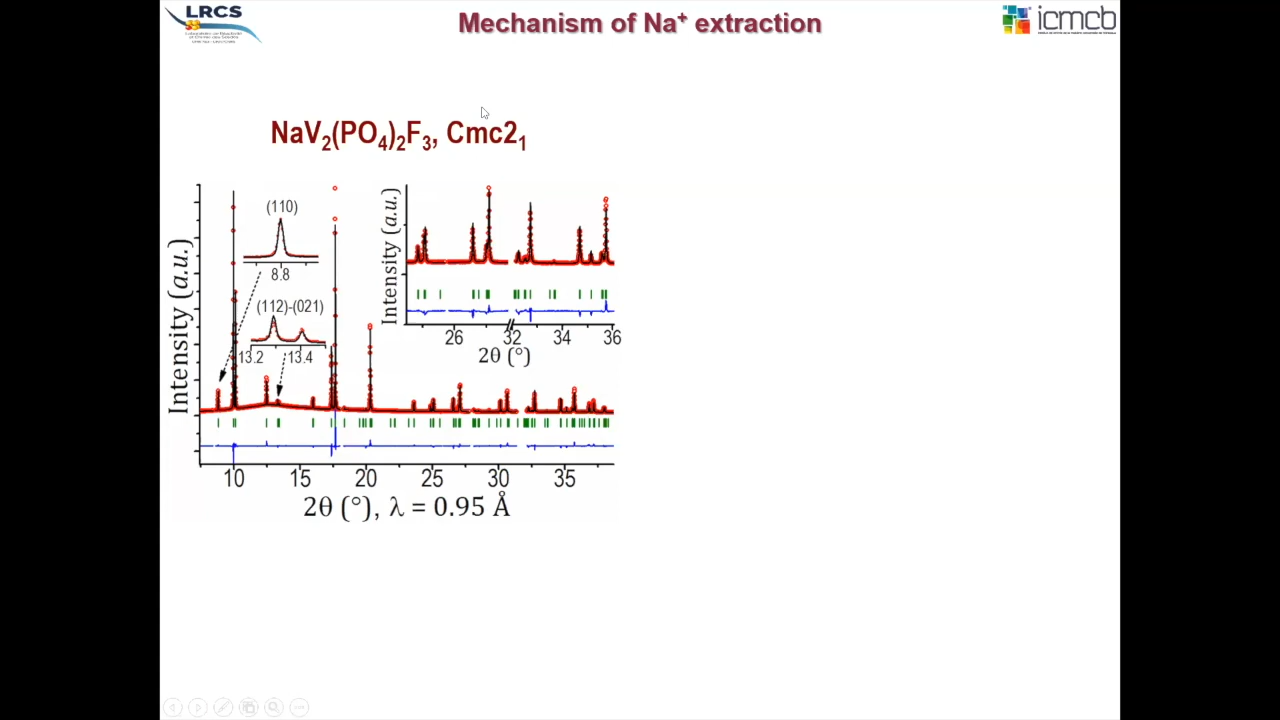 LRCS
Mechanism of Na⁺ extraction
icmcb
NaV₂(PO₄)₂F₃, Cmc2₁
Intensity (a.u.)
(110)
8.8
(112)-(021)
13.2 13.4
10 15 20 25 30 35
2θ (°), λ = 0.95 Å
Intensity (a.u.)
26 32 34 36
2θ (°)